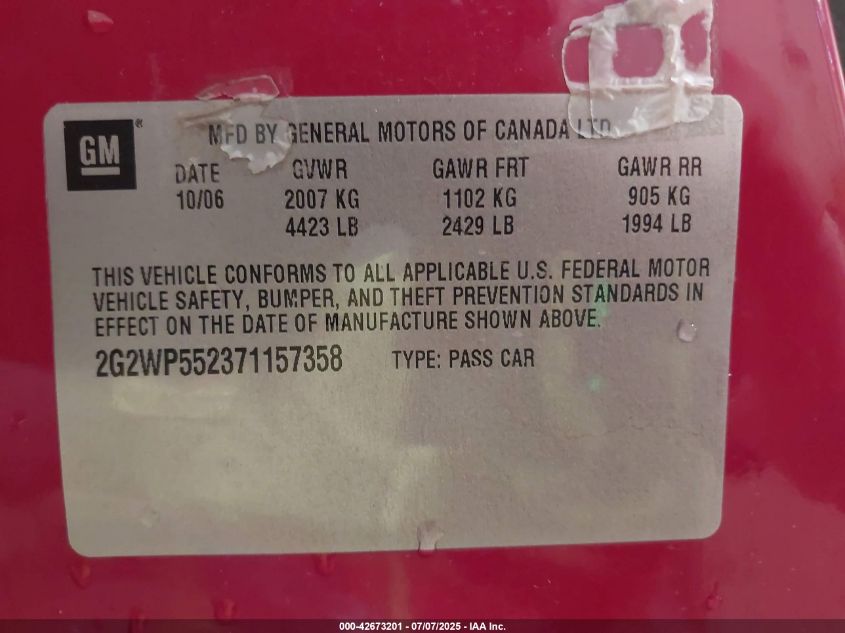 GM®
MFD BY GENERAL MOTORS OF CANADA LTD
DATE GVWR GAWR FRT GAWR RR
10/06 2007 KG 1102 KG 905 KG
4423 LB 2429 LB 1994 LB
THIS VEHICLE CONFORMS TO ALL APPLICABLE U.S. FEDERAL MOTOR
VEHICLE SAFETY, BUMPER, AND THEFT PREVENTION STANDARDS IN
EFFECT ON THE DATE OF MANUFACTURE SHOWN ABOVE.
2G2WP552371157358 TYPE: PASS CAR
000-42673201 - 07/07/2025 - IAA Inc.